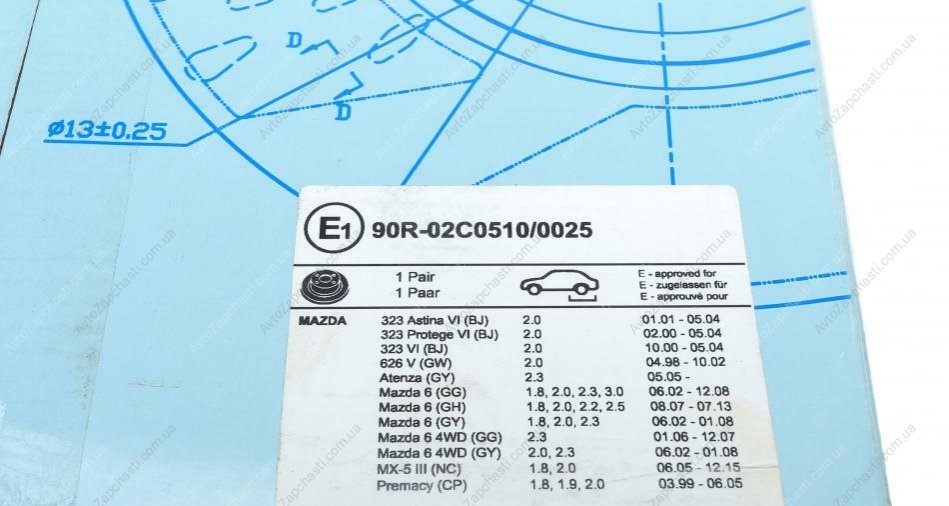 D
D
ø13±0.25
E1 90R-02C0510/0025
1 Pair
1 Paar
E - approved for
E - zugelassen für
E - approuvé pour
MAZDA 323 Astina VI (BJ) 2.0 01.01 - 05.04
323 Protege VI (BJ) 2.0 02.00 - 05.04
323 VI (BJ) 2.0 10.00 - 05.04
626 V (GW) 2.0 04.98 - 10.02
Atenza (GY) 2.3 05.05 -
Mazda 6 (GG) 1.8, 2.0, 2.3, 3.0 06.02 - 12.08
Mazda 6 (GH) 1.8, 2.0, 2.2, 2.5 08.07 - 07.13
Mazda 6 (GY) 1.8, 2.0, 2.3 06.02 - 01.08
Mazda 6 4WD (GG) 2.3 01.06 - 12.07
Mazda 6 4WD (GY) 2.0, 2.3 06.02 - 01.08
MX-5 III (NC) 1.8, 2.0 06.05 - 12.15
Premacy (CP) 1.8, 1.9, 2.0 03.99 - 06.05
AvtoZapchasti.com.ua